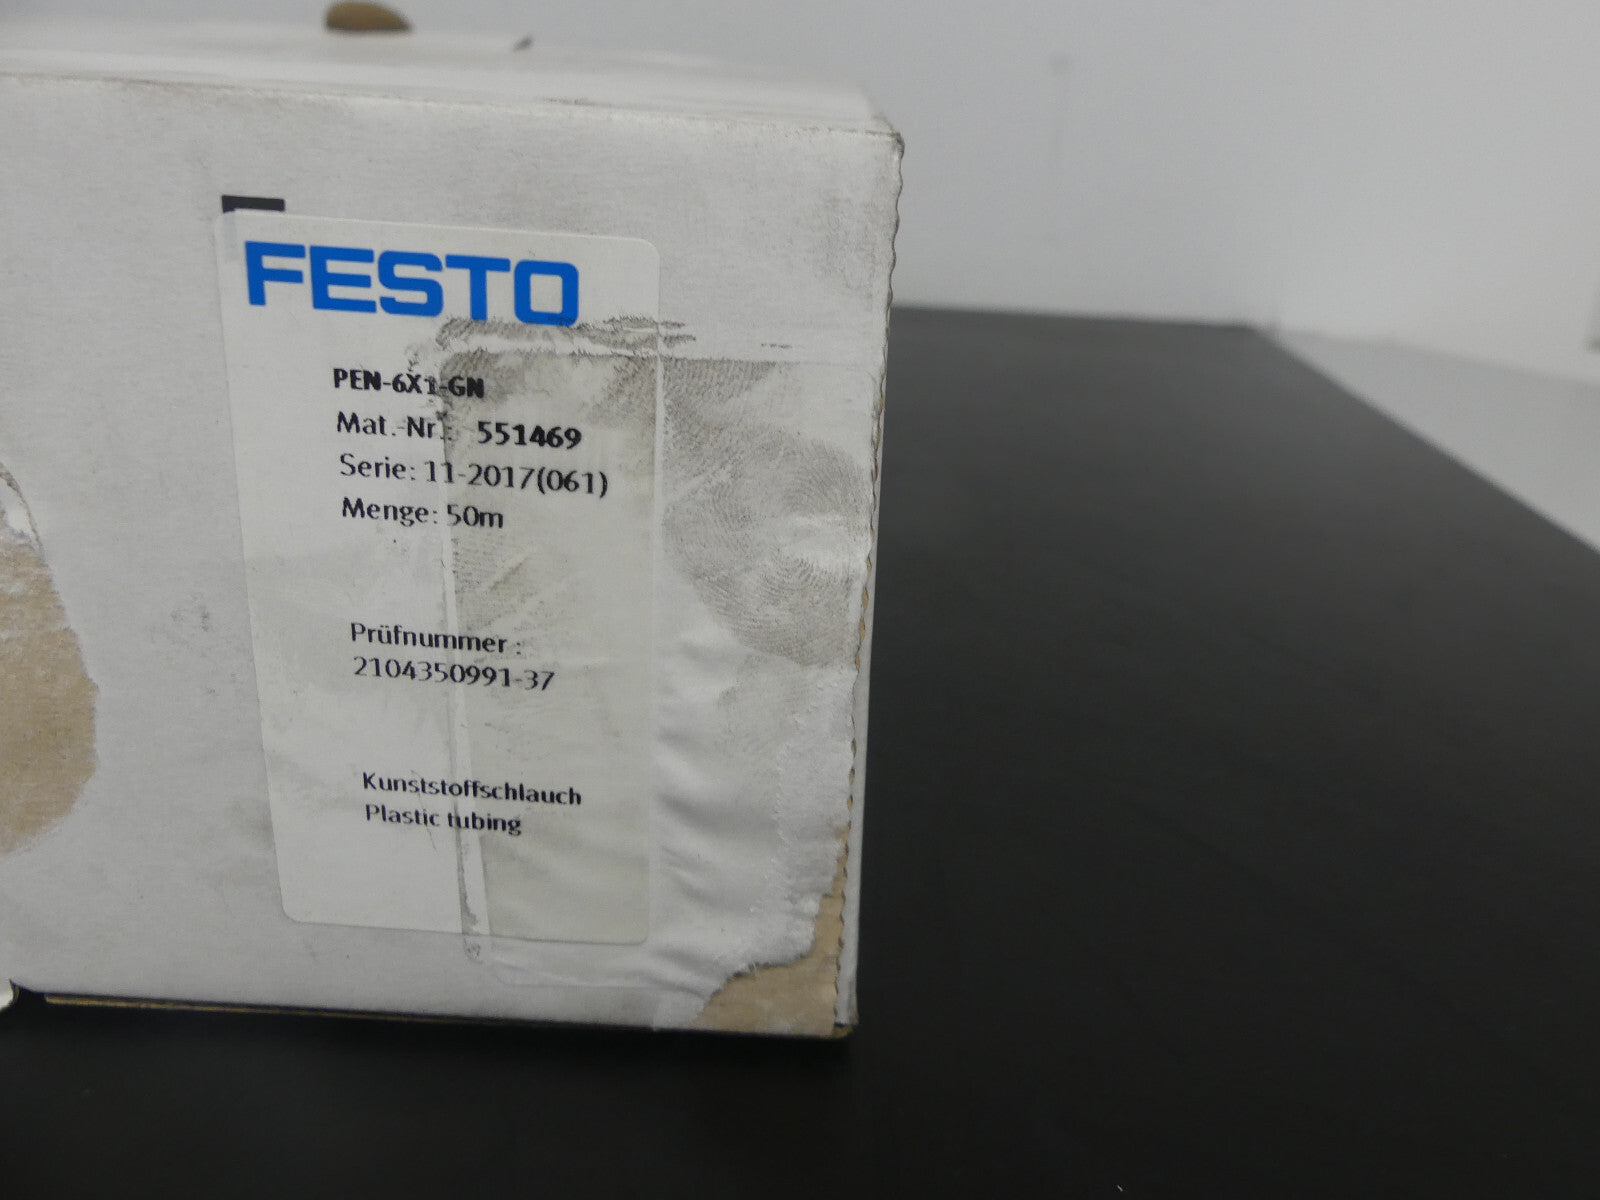 FESTO
PEN-6X1-GN
Mat.-Nr.: 551469
Serie: 11-2017(061)
Menge: 50m
Prüfnummer :
2104350991-37
Kunststoffschlauch
Plastic tubing